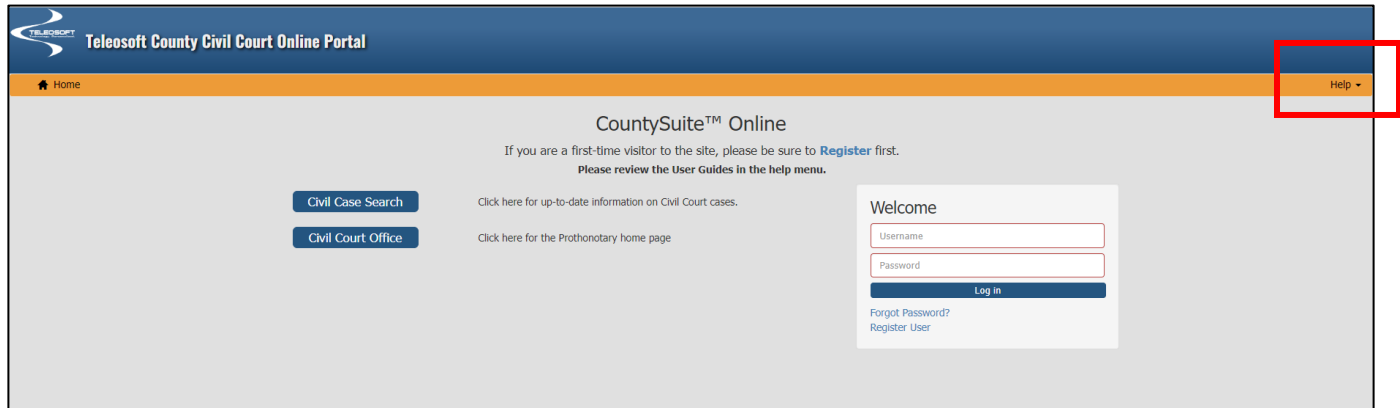 TELEOSOFT
Teleosoft County Civil Court Online Portal
Home
Help
CountySuite™ Online
If you are a first-time visitor to the site, please be sure to Register first.
Please review the User Guides in the help menu.
Civil Case Search
Click here for up-to-date information on Civil Court cases.
Civil Court Office
Click here for the Prothonotary home page
Welcome
Username
Password
Log in
Forgot Password?
Register User